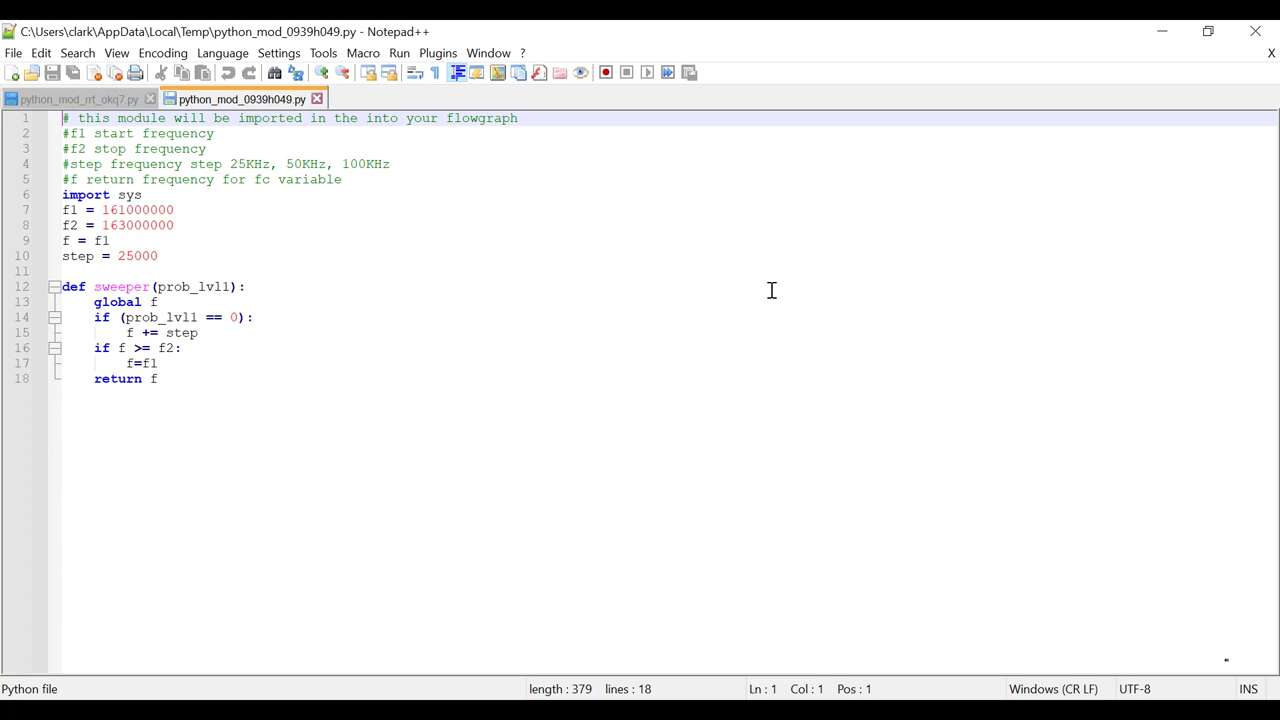 C:\Users\clark\AppData\Local\Temp\python_mod_0939h049.py - Notepad++
File Edit Search View Encoding Language Settings Tools Macro Run Plugins Window ? X
python_mod_rrt_okq7.py python_mod_0939h049.py
1 # this module will be imported in the into your flowgraph
2 #f1 start frequency
3 #f2 stop frequency
4 #step frequency step 25KHz, 50KHz, 100KHz
5 #f return frequency for fc variable
6 import sys
7 f1 = 161000000
8 f2 = 163000000
9 f = f1
10 step = 25000
11
12 def sweeper(prob_lvl1):
13 global f
14 if (prob_lvl1 == 0):
15 f += step
16 if f >= f2:
17 f=f1
18 return f
Python file length : 379 lines : 18 Ln : 1 Col : 1 Pos : 1 Windows (CR LF) UTF-8 INS